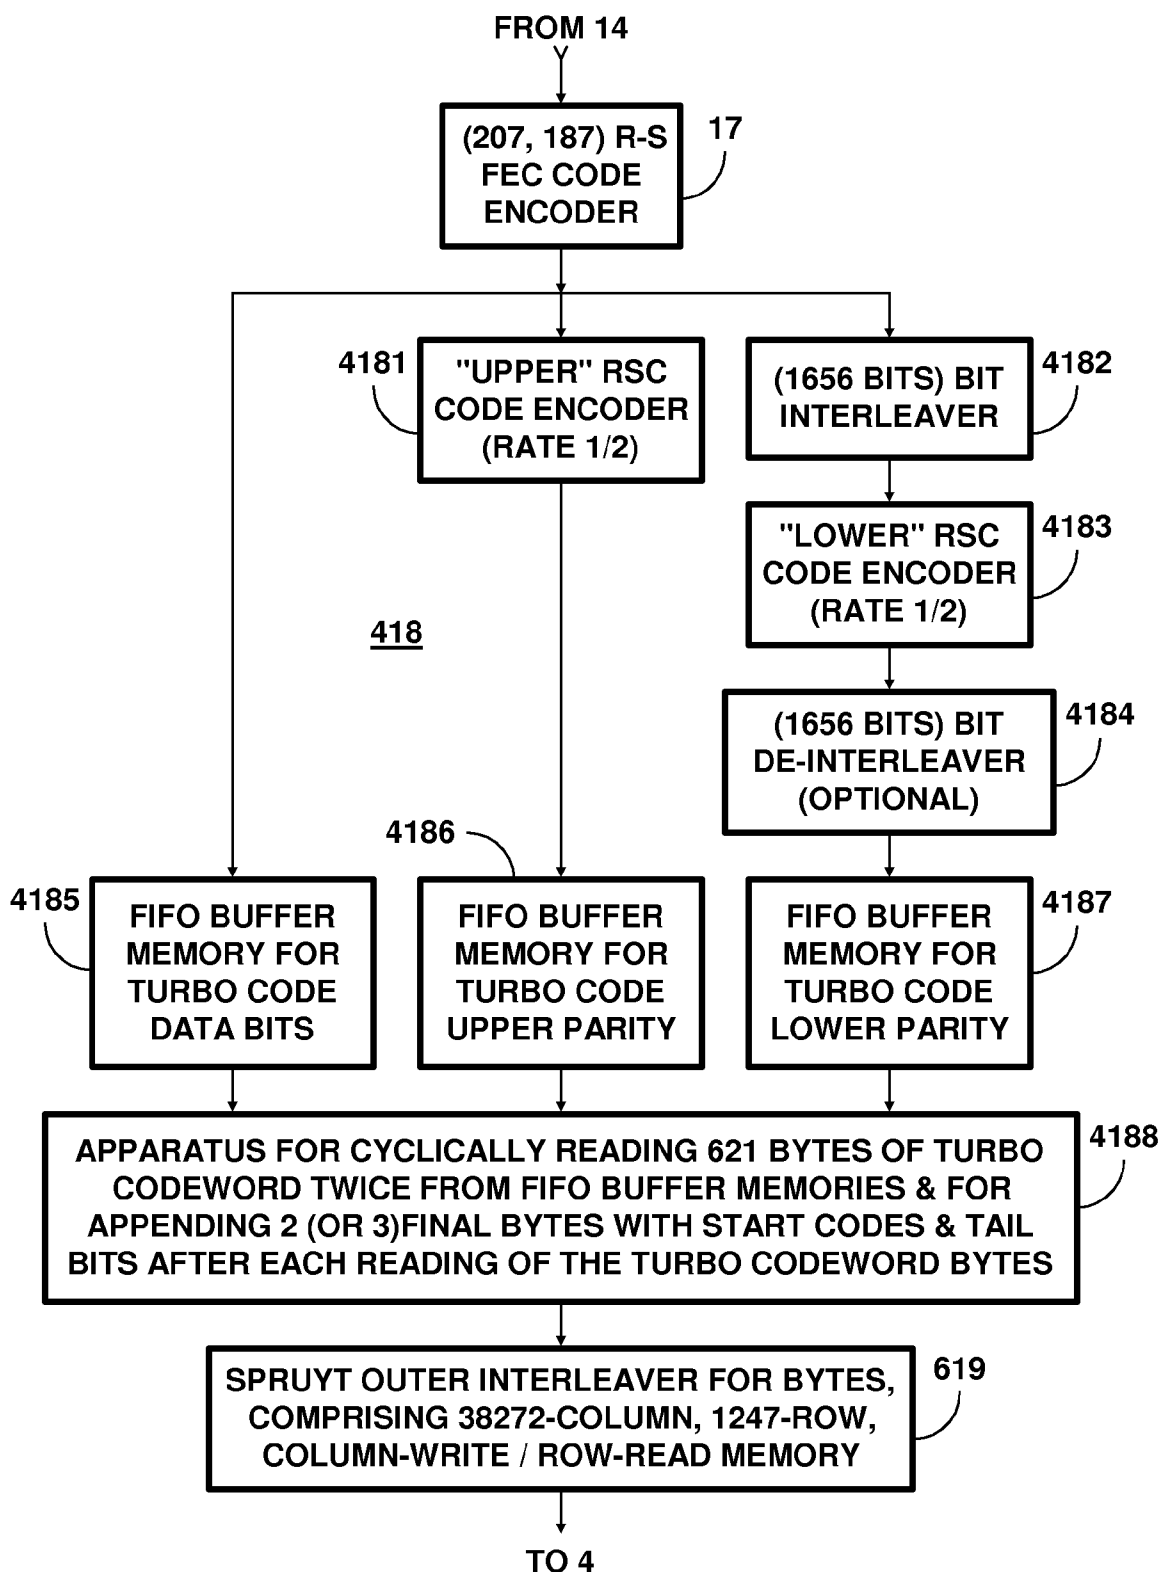 FROM 14
(207, 187) R-S
FEC CODE
ENCODER
17
4181
"UPPER" RSC
CODE ENCODER
(RATE 1/2)
(1656 BITS) BIT
INTERLEAVER
4182
"LOWER" RSC
CODE ENCODER
(RATE 1/2)
4183
418
(1656 BITS) BIT
DE-INTERLEAVER
(OPTIONAL)
4184
4185
FIFO BUFFER
MEMORY FOR
TURBO CODE
DATA BITS
4186
FIFO BUFFER
MEMORY FOR
TURBO CODE
UPPER PARITY
FIFO BUFFER
MEMORY FOR
TURBO CODE
LOWER PARITY
4187
APPARATUS FOR CYCLICALLY READING 621 BYTES OF TURBO
CODEWORD TWICE FROM FIFO BUFFER MEMORIES & FOR
APPENDING 2 (OR 3)FINAL BYTES WITH START CODES & TAIL
BITS AFTER EACH READING OF THE TURBO CODEWORD BYTES
4188
SPRUYT OUTER INTERLEAVER FOR BYTES,
COMPRISING 38272-COLUMN, 1247-ROW,
COLUMN-WRITE / ROW-READ MEMORY
619
TO 4